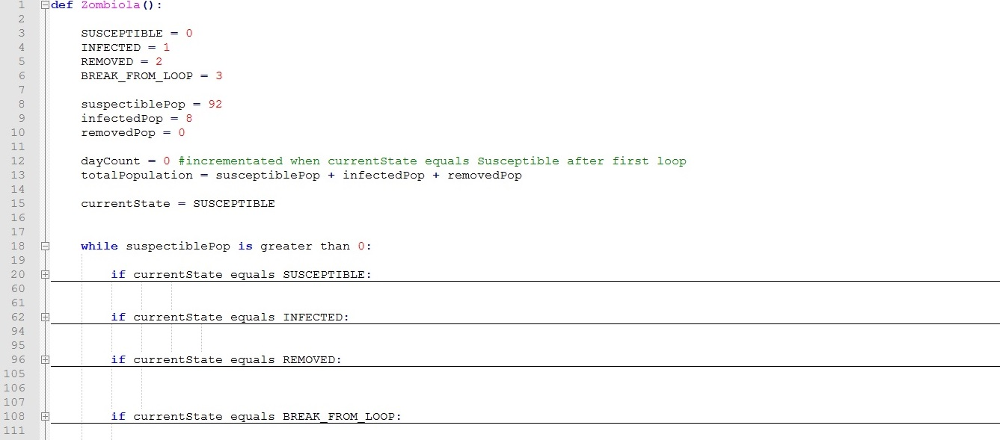 1 def Zombiola():
2
3 SUSCEPTIBLE = 0
4 INFECTED = 1
5 REMOVED = 2
6 BREAK_FROM_LOOP = 3
7
8 suspectiblePop = 92
9 infectedPop = 8
10 removedPop = 0
11
12 dayCount = 0 #incrementated when currentState equals Susceptible after first loop
13 totalPopulation = susceptiblePop + infectedPop + removedPop
14
15 currentState = SUSCEPTIBLE
16
17
18 while suspectiblePop is greater than 0:
19
20 if currentState equals SUSCEPTIBLE:
60
61
62 if currentState equals INFECTED:
94
95
96 if currentState equals REMOVED:
105
106
107
108 if currentState equals BREAK_FROM_LOOP:
111